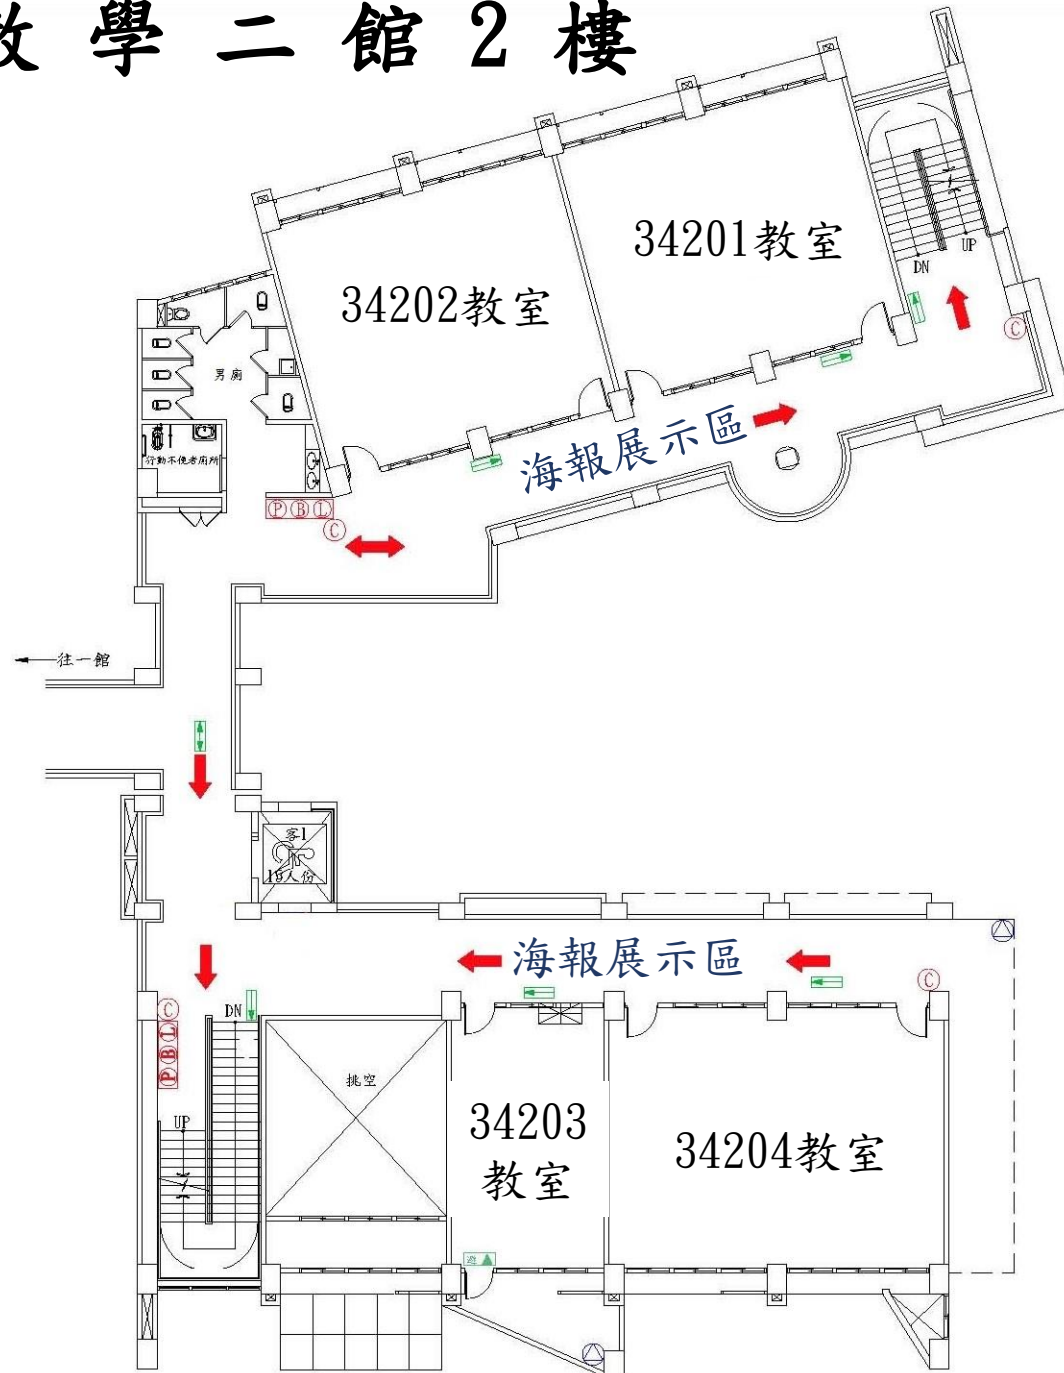 教學二館2樓
34201教室
UP
DN
34202教室
男廁
海報展示區
行動不便者廁所
P B L
C
C
往一館
客1
15人份
海報展示區
C
C
DN
L
B
P
挑空
UP
34203
教室
34204教室
避